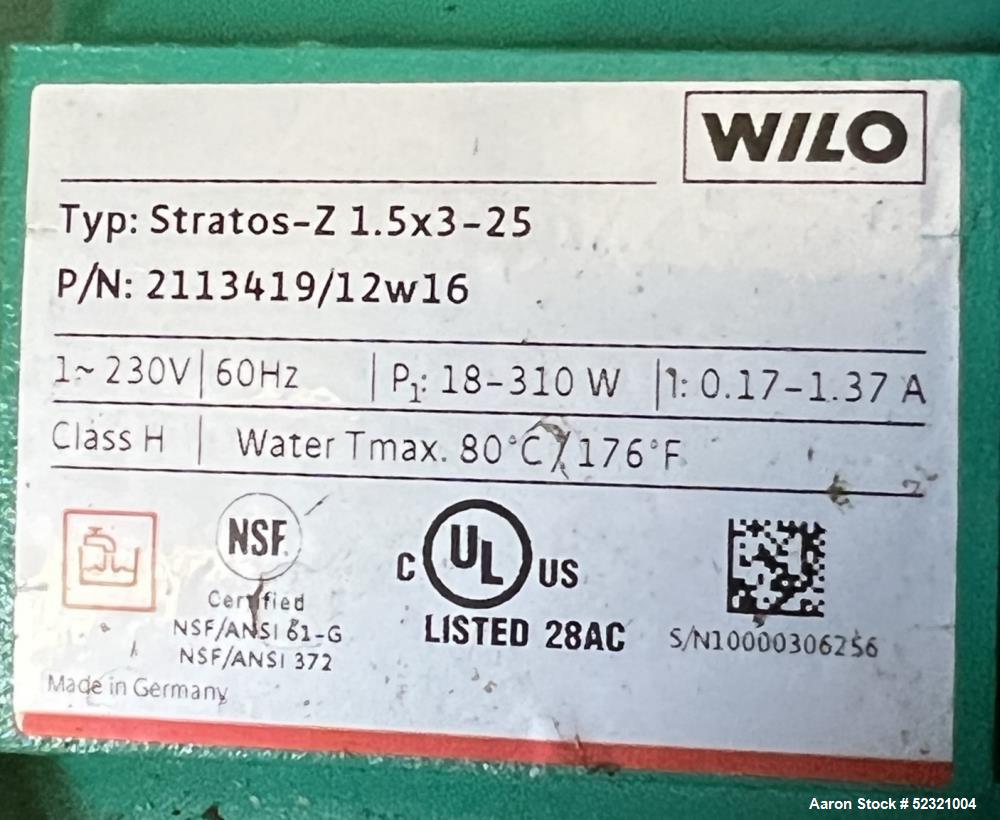 WILO
Typ: Stratos-Z 1.5x3-25
P/N: 2113419/12w16
1~ 230V | 60Hz | P1: 18-310 W | I: 0.17-1.37 A
Class H | Water Tmax. 80°C / 176°F
NSF.
Certified
NSF/ANSI 61-G
NSF/ANSI 372
C UL US
LISTED 28AC
S/N100003062S6
Made in Germany
Aaron Stock # 52321004